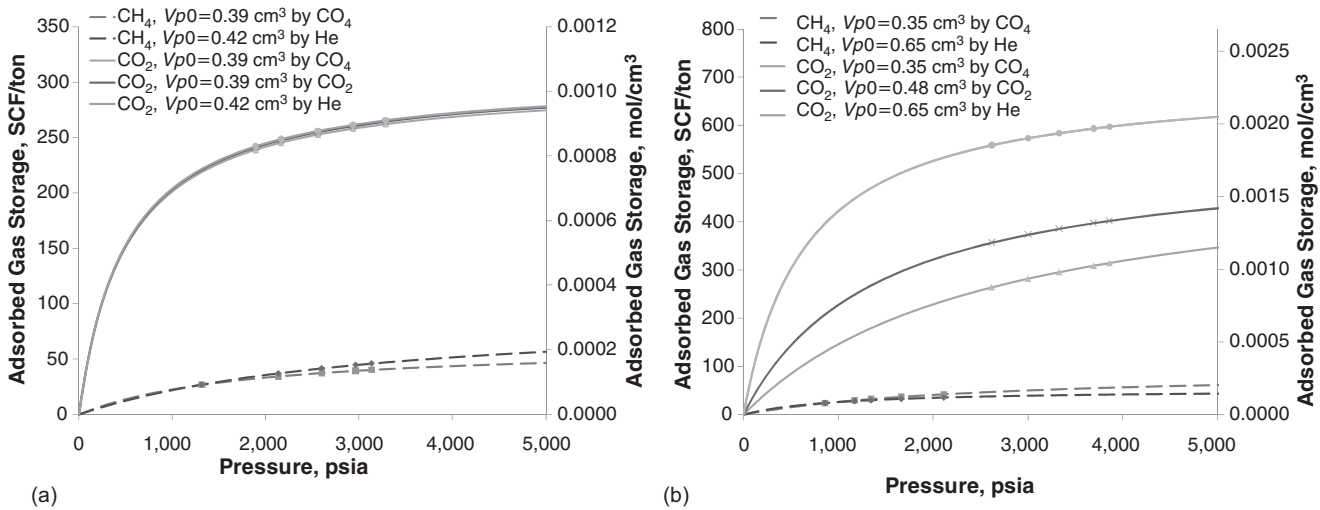 CH₄, Vp0=0.39 cm³ by CO₄
CH₄, Vp0=0.42 cm³ by He
CO₂, Vp0=0.39 cm³ by CO₄
CO₂, Vp0=0.39 cm³ by CO₂
CO₂, Vp0=0.42 cm³ by He
Adsorbed Gas Storage, SCF/ton
350
300
250
200
150
100
50
0
0.0012
0.0010
0.0008
0.0006
0.0004
0.0002
0.0000
Adsorbed Gas Storage, mol/cm³
0 1,000 2,000 3,000 4,000 5,000
Pressure, psia
(a)
CH₄, Vp0=0.35 cm³ by CO₄
CH₄, Vp0=0.65 cm³ by He
CO₂, Vp0=0.35 cm³ by CO₄
CO₂, Vp0=0.48 cm³ by CO₂
CO₂, Vp0=0.65 cm³ by He
Adsorbed Gas Storage, SCF/ton
800
700
600
500
400
300
200
100
0
0.0025
0.0020
0.0015
0.0010
0.0005
0.0000
Adsorbed Gas Storage, mol/cm³
0 1,000 2,000 3,000 4,000 5,000
Pressure, psia
(b)